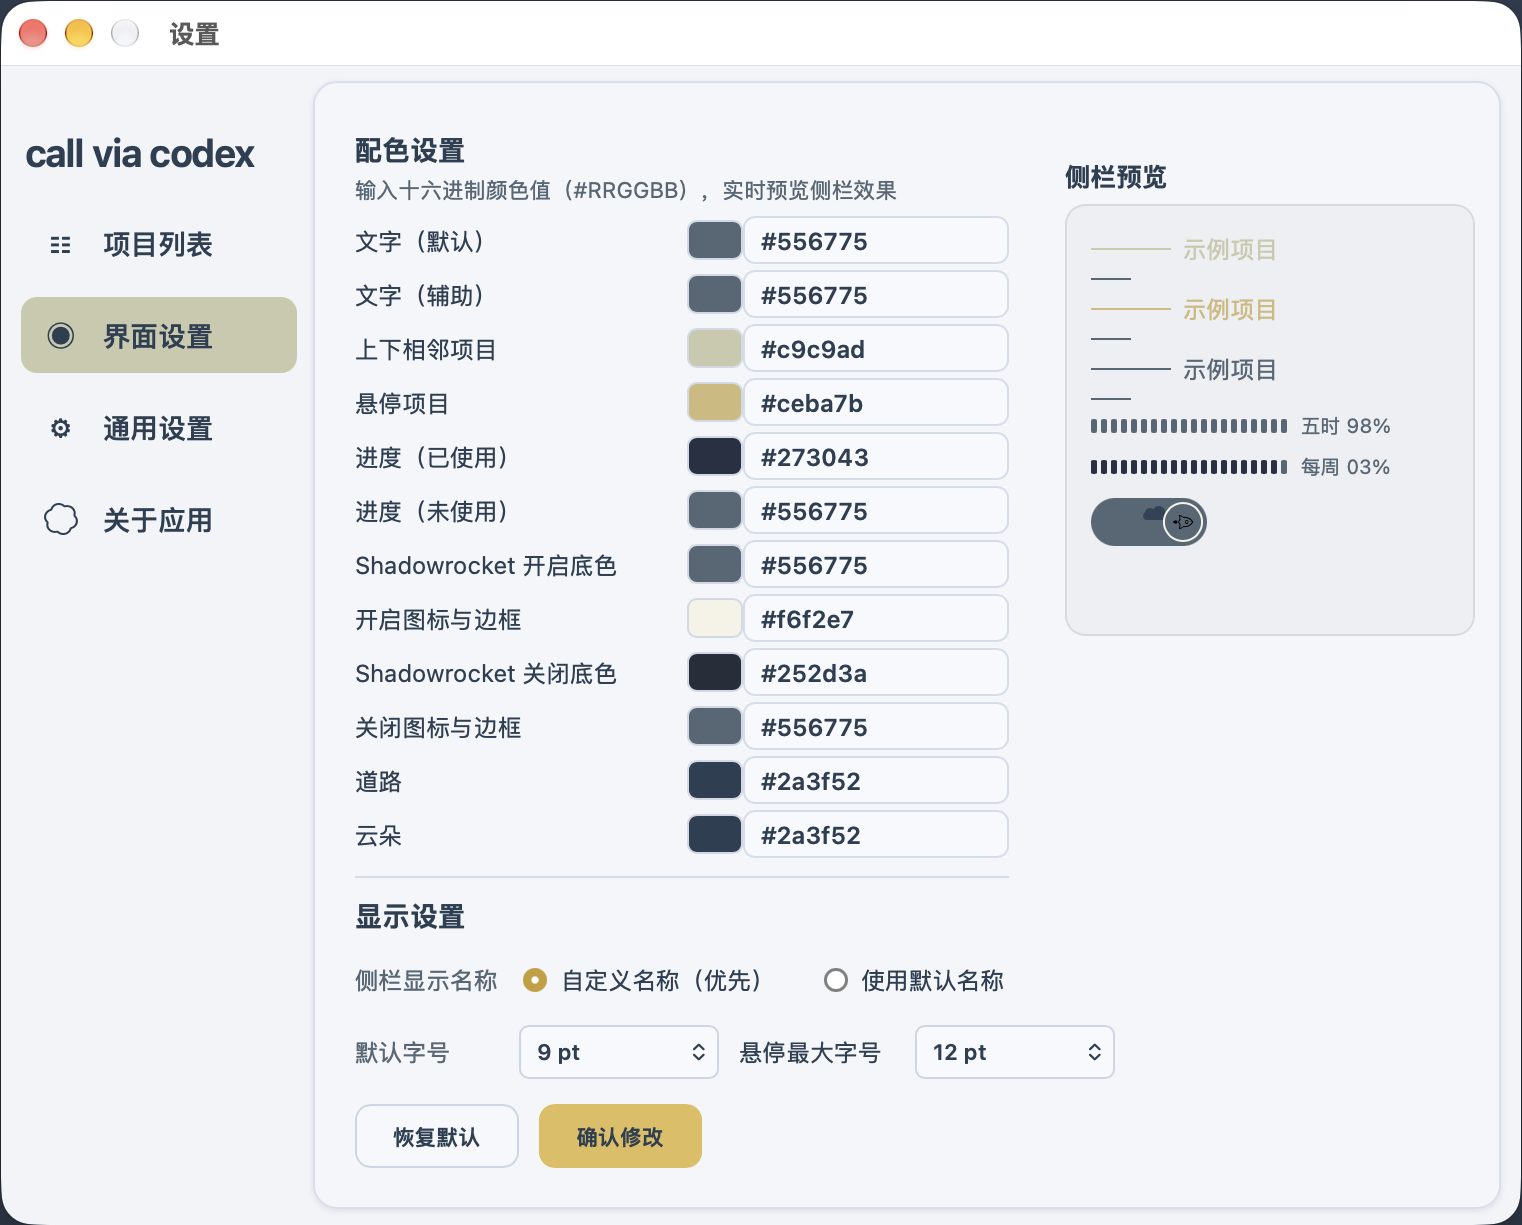 设置
call via codex
项目列表
界面设置
通用设置
关于应用
配色设置
输入十六进制颜色值（#RRGGBB），实时预览侧栏效果
文字（默认） #556775
文字（辅助） #556775
上下相邻项目 #c9c9ad
悬停项目 #ceba7b
进度（已使用） #273043
进度（未使用） #556775
Shadowrocket 开启底色 #556775
开启图标与边框 #f6f2e7
Shadowrocket 关闭底色 #252d3a
关闭图标与边框 #556775
道路 #2a3f52
云朵 #2a3f52
显示设置
侧栏显示名称 自定义名称（优先） 使用默认名称
默认字号 9 pt 悬停最大字号 12 pt
恢复默认 确认修改
侧栏预览
示例项目
示例项目
示例项目
五时 98%
每周 03%